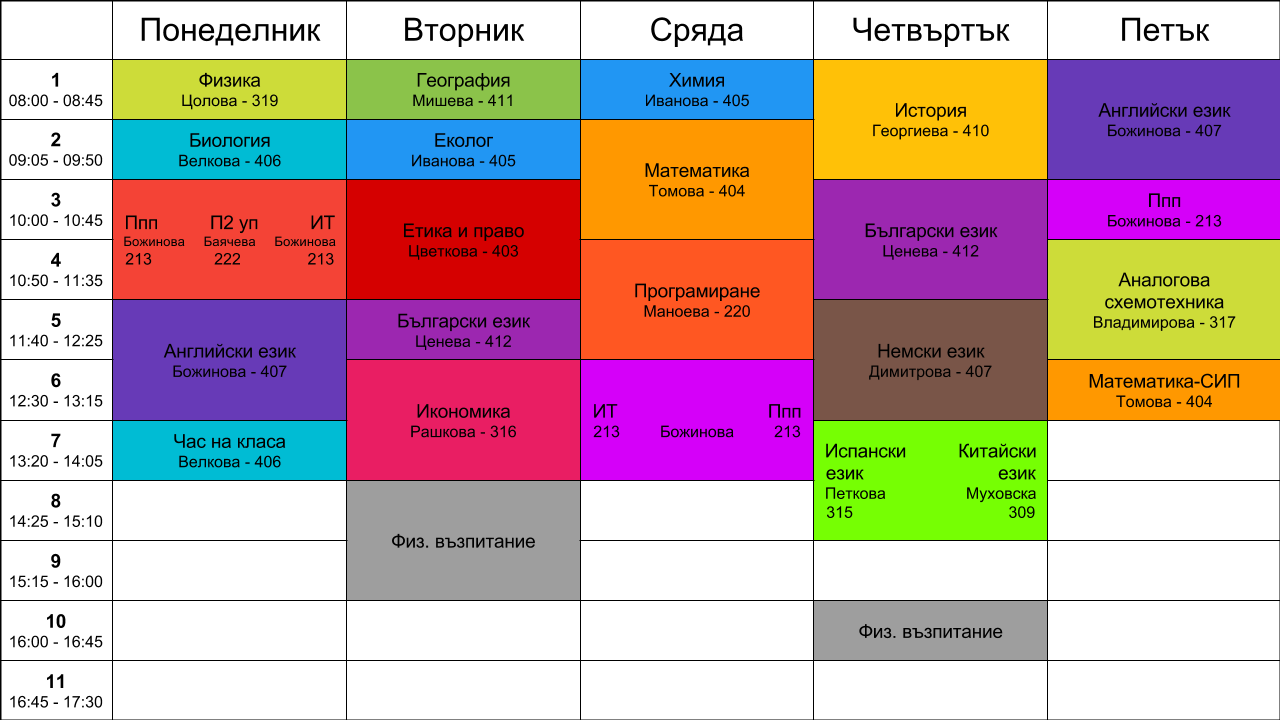 Понеделник Вторник Сряда Четвъртък Петък
1
08:00 - 08:45
Физика
Цолова - 319
География
Мишева - 411
Химия
Иванова - 405
История
Георгиева - 410
Английски език
Божинова - 407
2
09:05 - 09:50
Биология
Велкова - 406
Еколог
Иванова - 405
Математика
Томова - 404
3
10:00 - 10:45
Ппп П2 уп ИТ
Божинова Баячева Божинова
213 222 213
Етика и право
Цветкова - 403
Български език
Ценева - 412
Ппп
Божинова - 213
4
10:50 - 11:35
Програмиране
Маноева - 220
Аналогова
схемотехника
Владимирова - 317
5
11:40 - 12:25
Английски език
Божинова - 407
Български език
Ценева - 412
Немски език
Димитрова - 407
6
12:30 - 13:15
Икономика
Рашкова - 316
ИТ Ппп
213 Божинова 213
Математика-СИП
Томова - 404
7
13:20 - 14:05
Час на класа
Велкова - 406
Испански Китайски
език език
Петкова Муховска
315 309
8
14:25 - 15:10
Физ. възпитание
9
15:15 - 16:00
10
16:00 - 16:45
Физ. възпитание
11
16:45 - 17:30